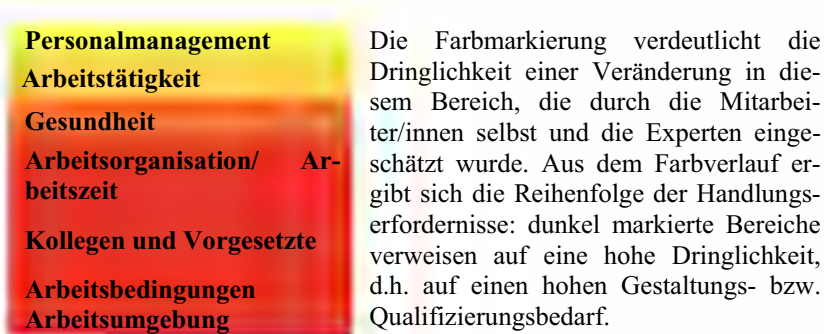 Personalmanagement
Arbeitstätigkeit
Gesundheit
Arbeitsorganisation/ Ar-
beitszeit
Kollegen und Vorgesetzte
Arbeitsbedingungen
Arbeitsumgebung
Die Farbmarkierung verdeutlicht die
Dringlichkeit einer Veränderung in die-
sem Bereich, die durch die Mitarbei-
ter/innen selbst und die Experten einge-
schätzt wurde. Aus dem Farbverlauf er-
gibt sich die Reihenfolge der Handlungs-
erfordernisse: dunkel markierte Bereiche
verweisen auf eine hohe Dringlichkeit,
d.h. auf einen hohen Gestaltungs- bzw.
Qualifizierungsbedarf.